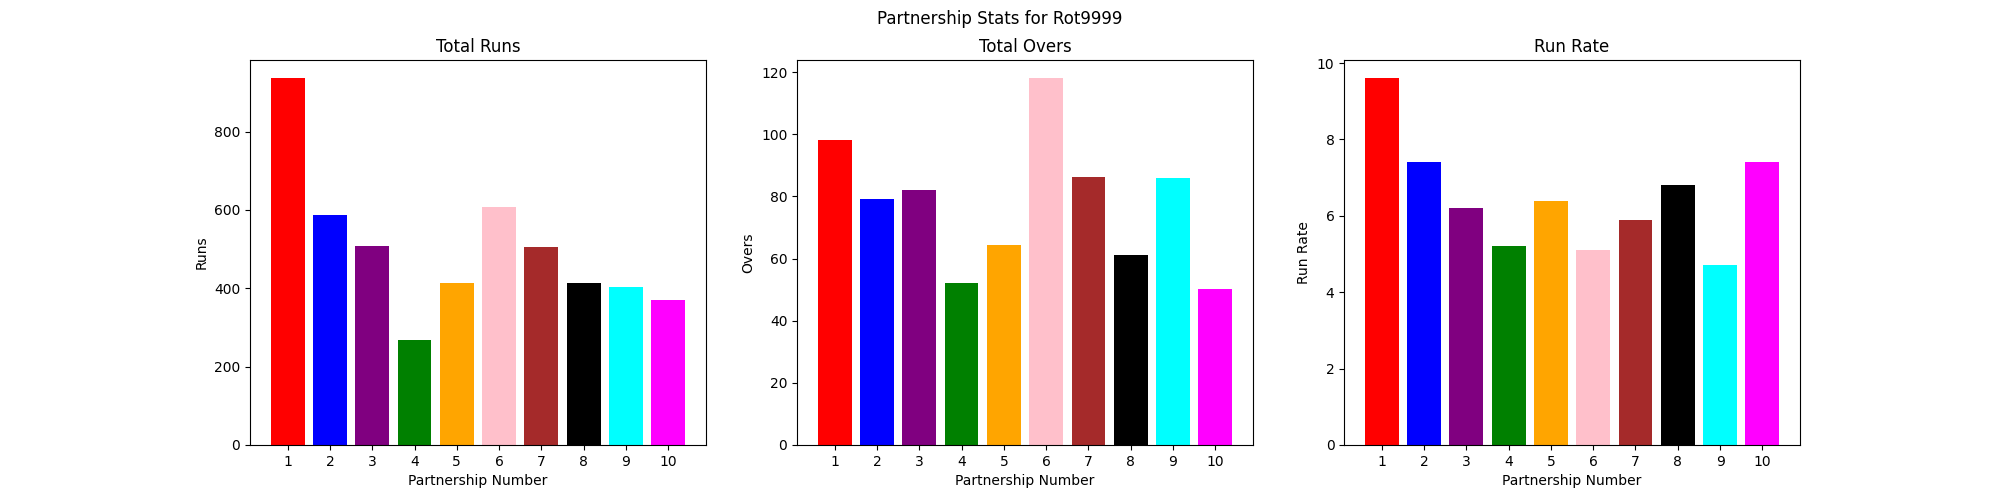 Partnership Stats for Rot9999
Total Runs
Runs
800
600
400
200
0
1 2 3 4 5 6 7 8 9 10
Partnership Number
Total Overs
Overs
120
100
80
60
40
20
0
1 2 3 4 5 6 7 8 9 10
Partnership Number
Run Rate
Run Rate
10
8
6
4
2
0
1 2 3 4 5 6 7 8 9 10
Partnership Number